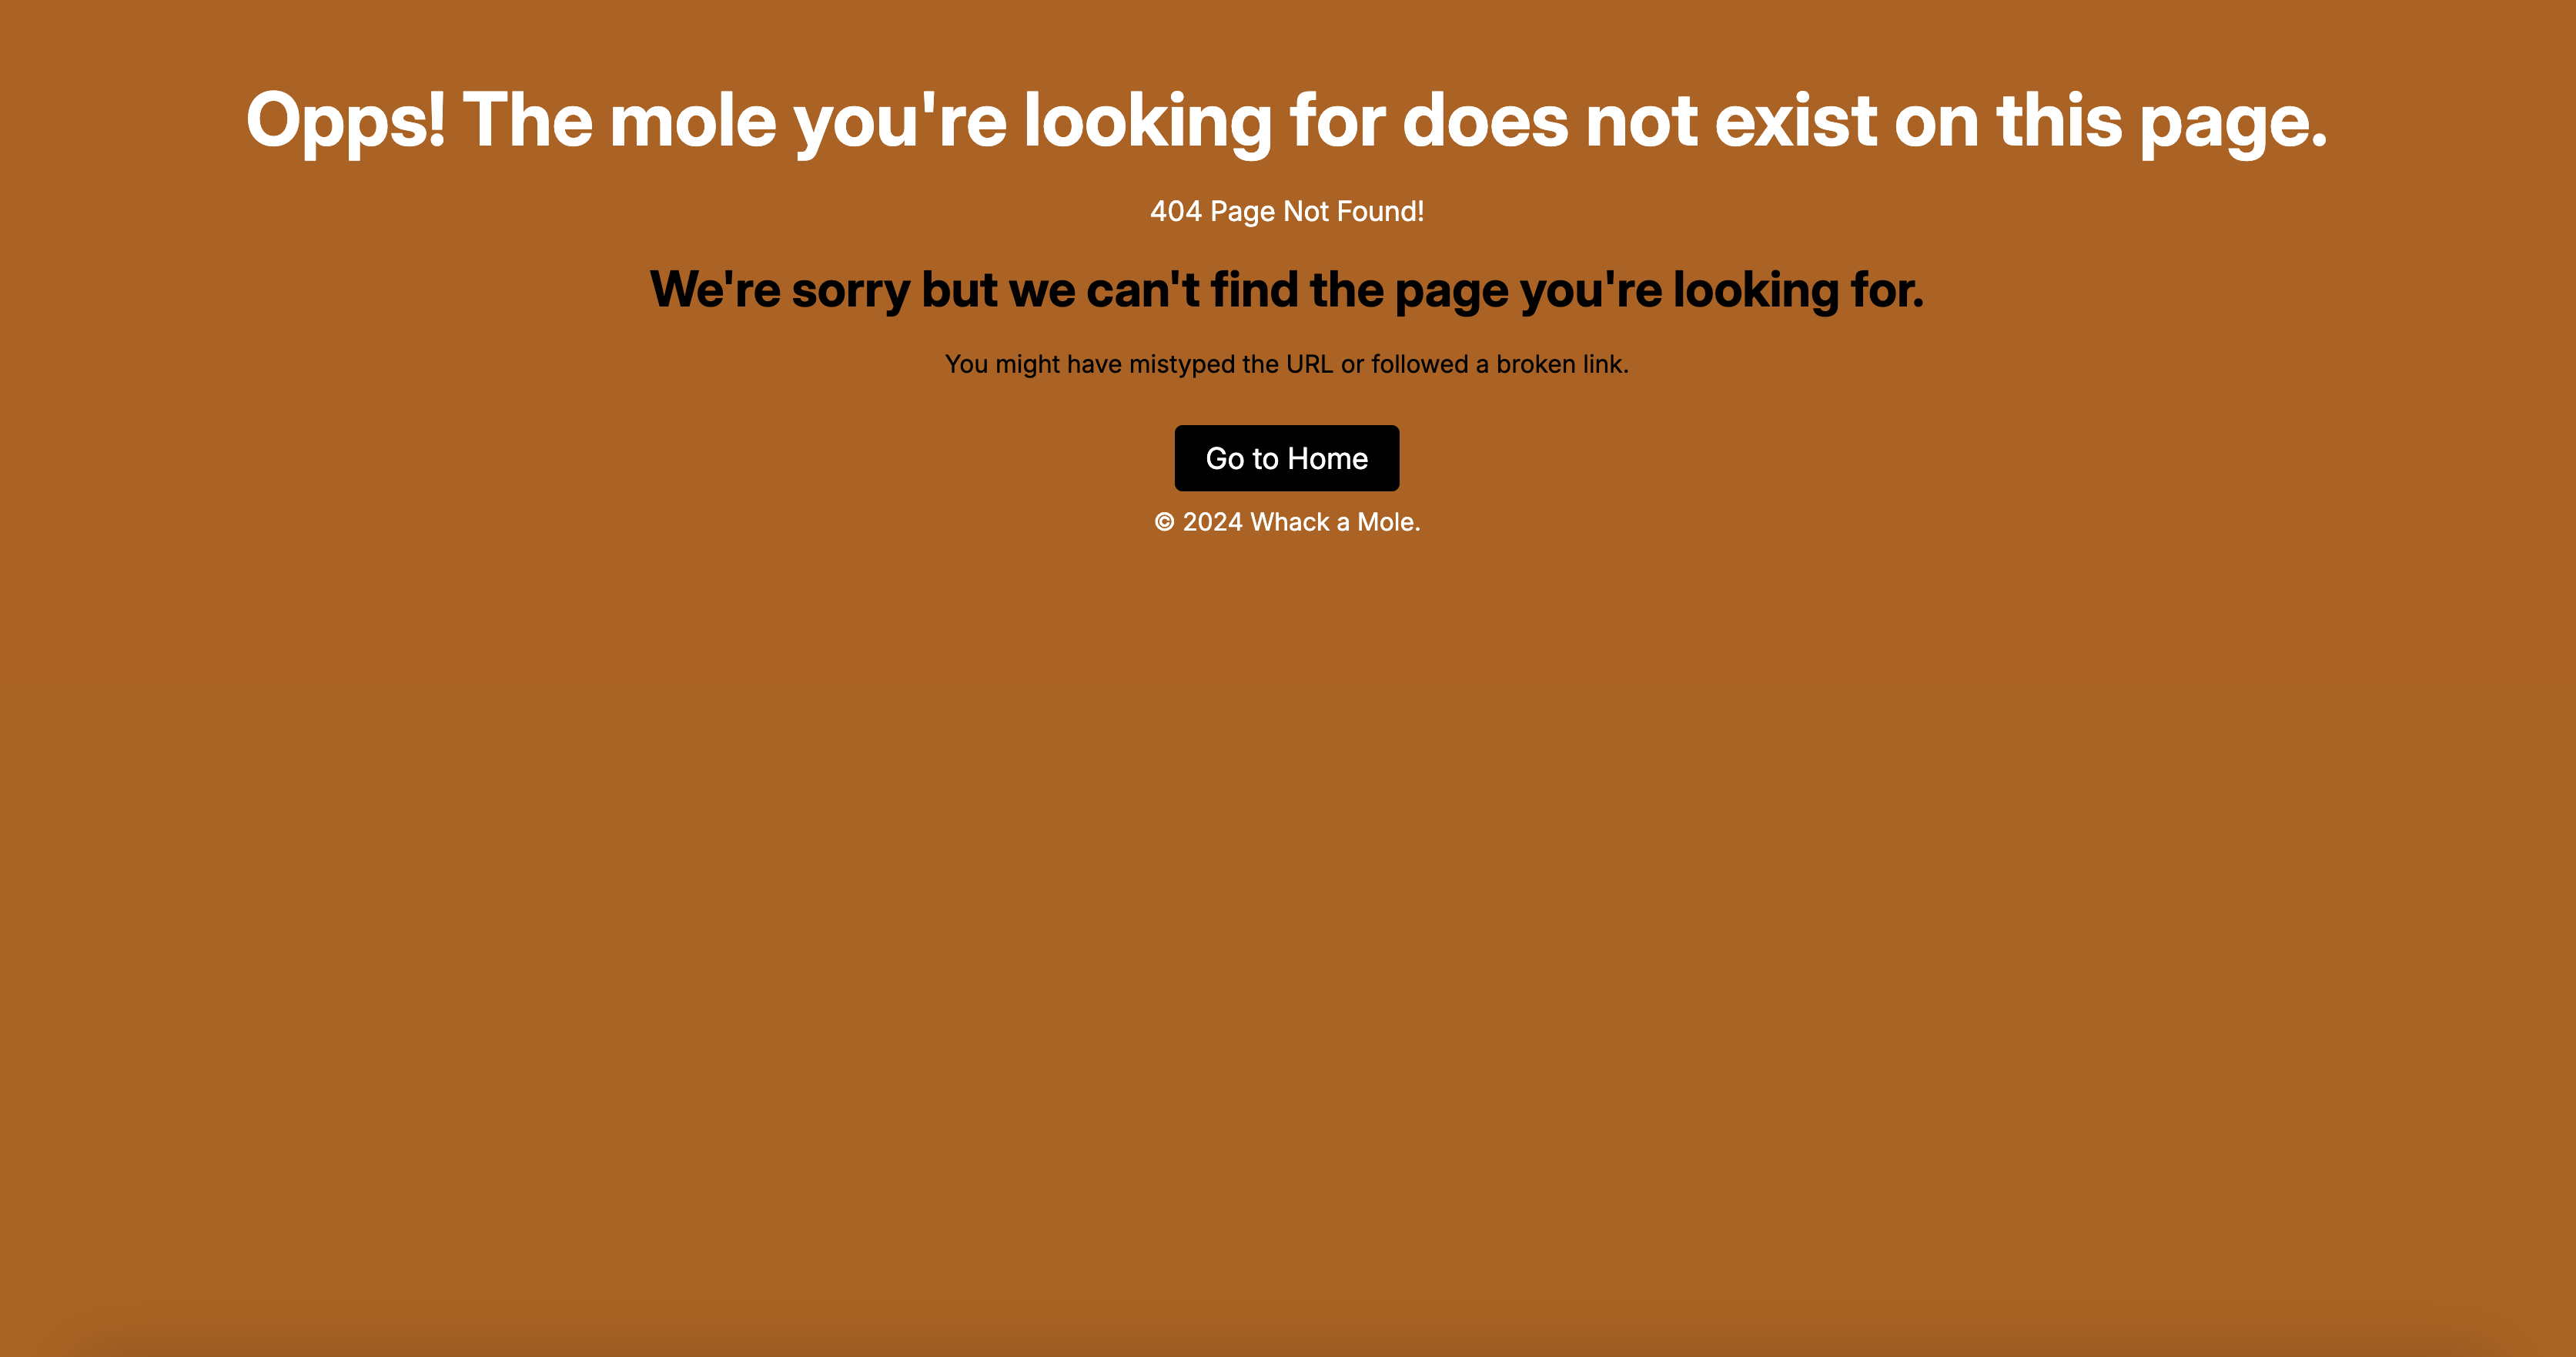 Opps! The mole you're looking for does not exist on this page.
404 Page Not Found!
We're sorry but we can't find the page you're looking for.
You might have mistyped the URL or followed a broken link.
Go to Home
© 2024 Whack a Mole.